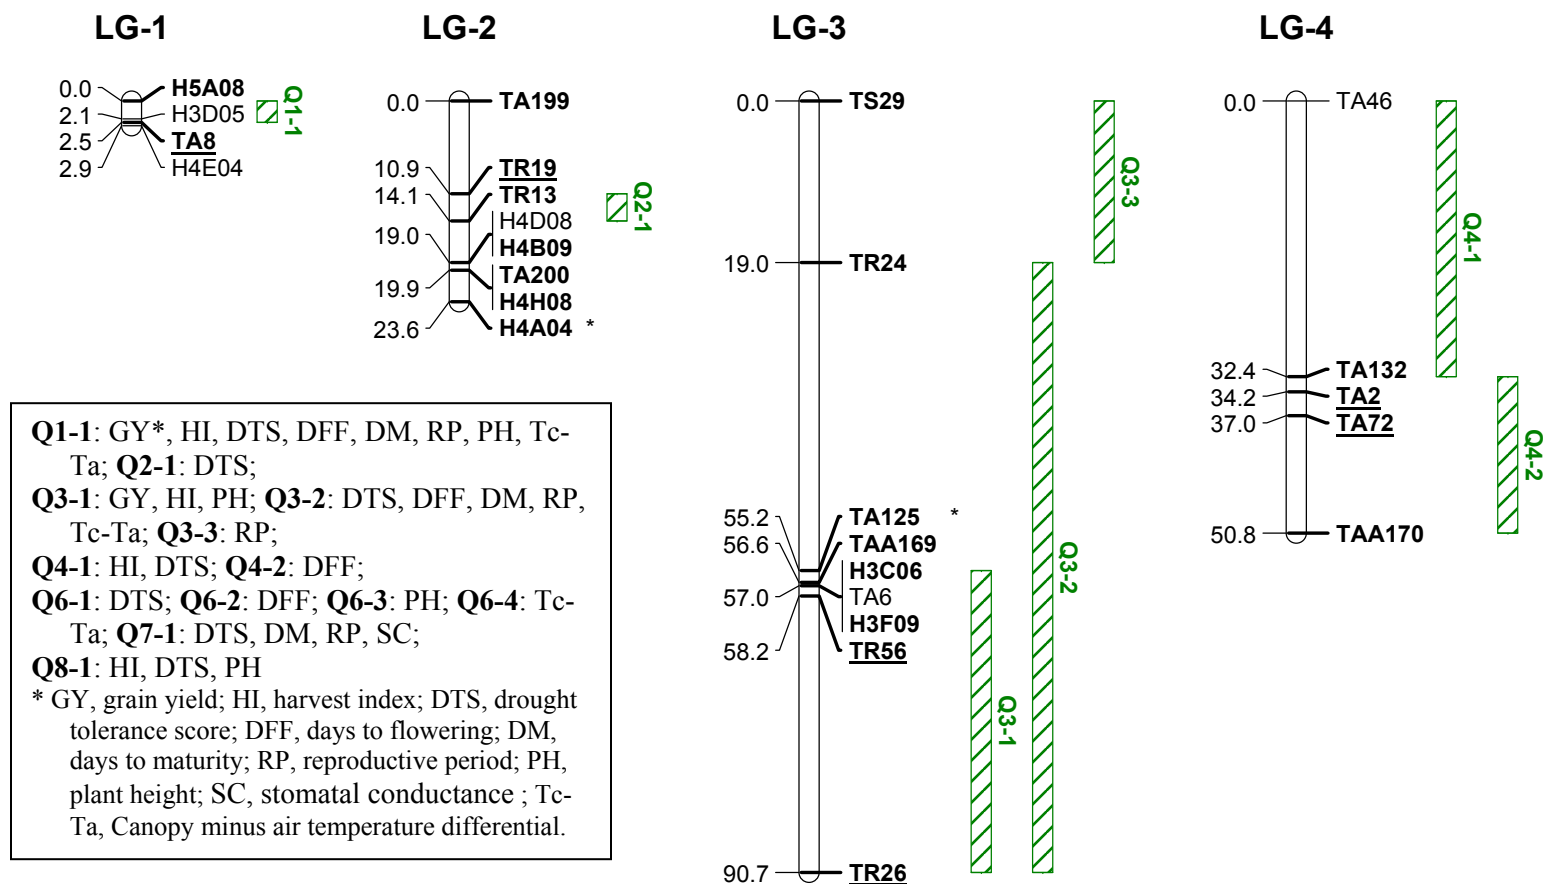 LG-1
LG-2
LG-3
LG-4
0.0 H5A08
2.1 H3D05
2.5 TA8
2.9 H4E04
Q1-1
0.0 TA199
10.9 TR19
14.1 TR13
H4D08
19.0 H4B09
TA200
19.9 H4H08
23.6 H4A04 *
Q2-1
0.0 TS29
19.0 TR24
55.2 TA125 *
56.6 TAA169
H3C06
57.0 TA6
H3F09
58.2 TR56
90.7 TR26
Q3-3
Q3-2
Q3-1
0.0 TA46
32.4 TA132
34.2 TA2
37.0 TA72
50.8 TAA170
Q4-1
Q4-2
Q1-1: GY*, HI, DTS, DFF, DM, RP, PH, Tc-
Ta; Q2-1: DTS;
Q3-1: GY, HI, PH; Q3-2: DTS, DFF, DM, RP,
Tc-Ta; Q3-3: RP;
Q4-1: HI, DTS; Q4-2: DFF;
Q6-1: DTS; Q6-2: DFF; Q6-3: PH; Q6-4: Tc-
Ta; Q7-1: DTS, DM, RP, SC;
Q8-1: HI, DTS, PH
* GY, grain yield; HI, harvest index; DTS, drought
tolerance score; DFF, days to flowering; DM,
days to maturity; RP, reproductive period; PH,
plant height; SC, stomatal conductance ; Tc-
Ta, Canopy minus air temperature differential.